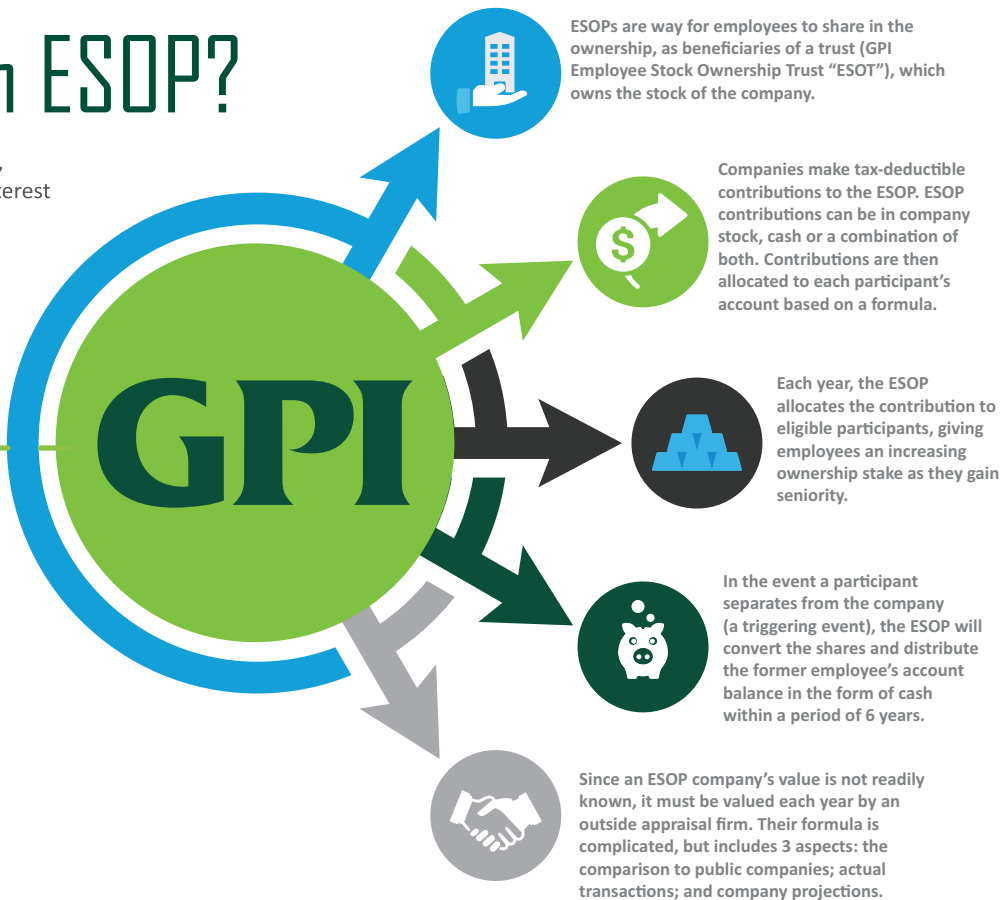 n ESOP?
,
terest
GPI
$
ESOPs are way for employees to share in the
ownership, as beneficiaries of a trust (GPI
Employee Stock Ownership Trust “ESOT”), which
owns the stock of the company.
Companies make tax-deductible
contributions to the ESOP. ESOP
contributions can be in company
stock, cash or a combination of
both. Contributions are then
allocated to each participant’s
account based on a formula.
Each year, the ESOP
allocates the contribution to
eligible participants, giving
employees an increasing
ownership stake as they gain
seniority.
In the event a participant
separates from the company
(a triggering event), the ESOP will
convert the shares and distribute
the former employee’s account
balance in the form of cash
within a period of 6 years.
Since an ESOP company’s value is not readily
known, it must be valued each year by an
outside appraisal firm. Their formula is
complicated, but includes 3 aspects: the
comparison to public companies; actual
transactions; and company projections.